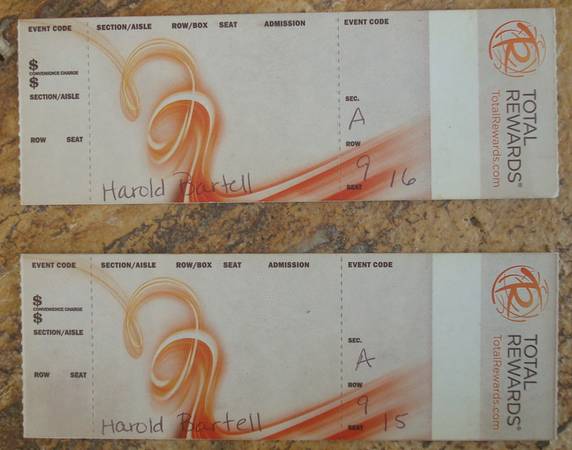 EVENT CODE SECTION/AISLE ROW/BOX SEAT ADMISSION EVENT CODE
$
CONVENIENCE CHARGE
$
SECTION/AISLE
ROW SEAT
Harold Bartell
SEC.
A
ROW
9
SEAT 16
TOTAL
REWARDS®
TotalRewards.com
EVENT CODE SECTION/AISLE ROW/BOX SEAT ADMISSION EVENT CODE
$
CONVENIENCE CHARGE
$
SECTION/AISLE
ROW SEAT
Harold Bartell
SEC.
A
ROW
9
SEAT 15
TOTAL
REWARDS®
TotalRewards.com